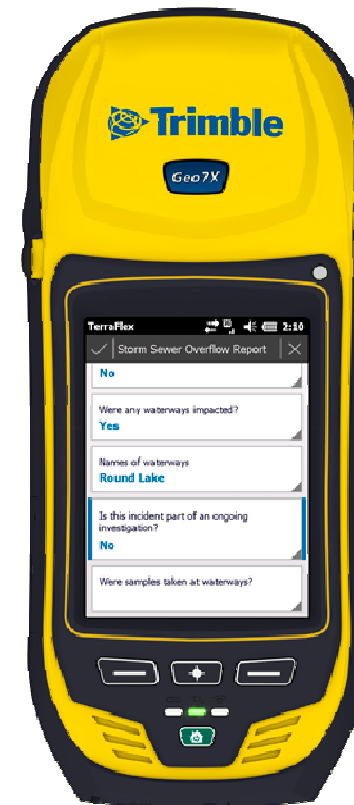 Trimble
Geo7X
TerraFlex 2:10
Storm Sewer Overflow Report
No
Were any waterways impacted?
Yes
Names of waterways
Round Lake
Is this incident part of an ongoing
investigation?
No
Were samples taken at waterways?